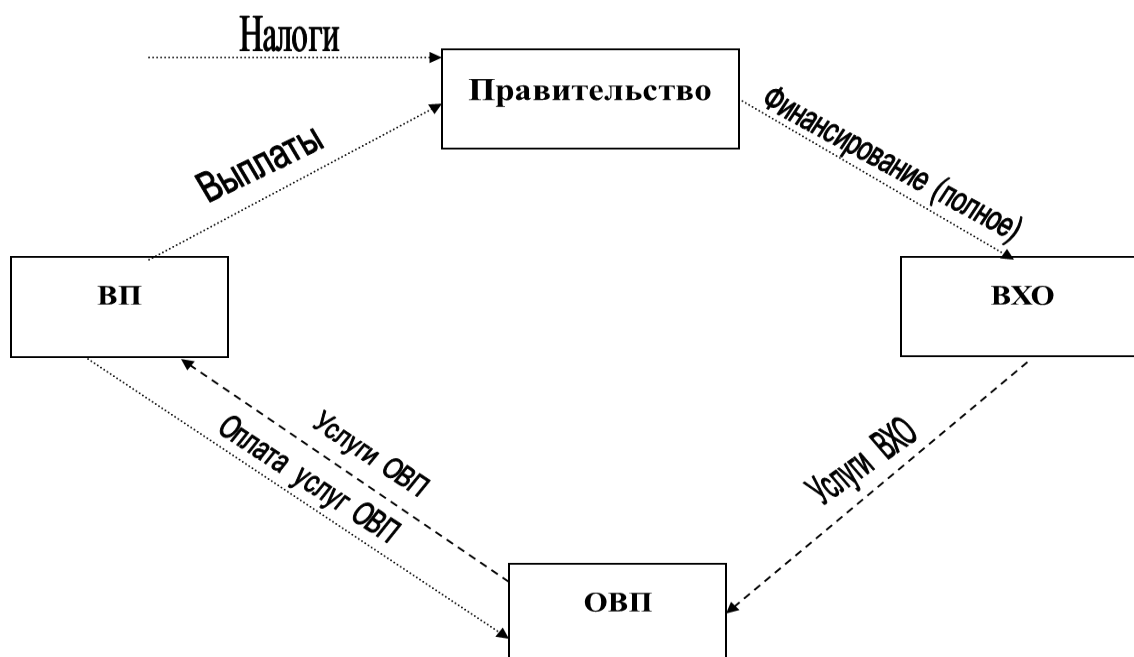 Налоги
Правительство
Выплаты
Финансирование (полное)
ВП
ВХО
Услуги ОВП
Оплата услуг ОВП
Услуги ВХО
ОВП